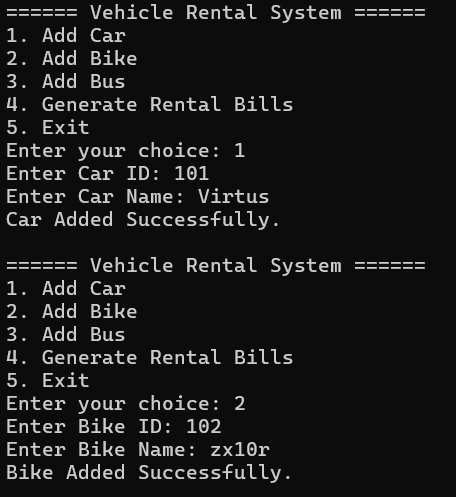 ====== Vehicle Rental System ======
1. Add Car
2. Add Bike
3. Add Bus
4. Generate Rental Bills
5. Exit
Enter your choice: 1
Enter Car ID: 101
Enter Car Name: Virtus
Car Added Successfully.

====== Vehicle Rental System ======
1. Add Car
2. Add Bike
3. Add Bus
4. Generate Rental Bills
5. Exit
Enter your choice: 2
Enter Bike ID: 102
Enter Bike Name: zx10r
Bike Added Successfully.